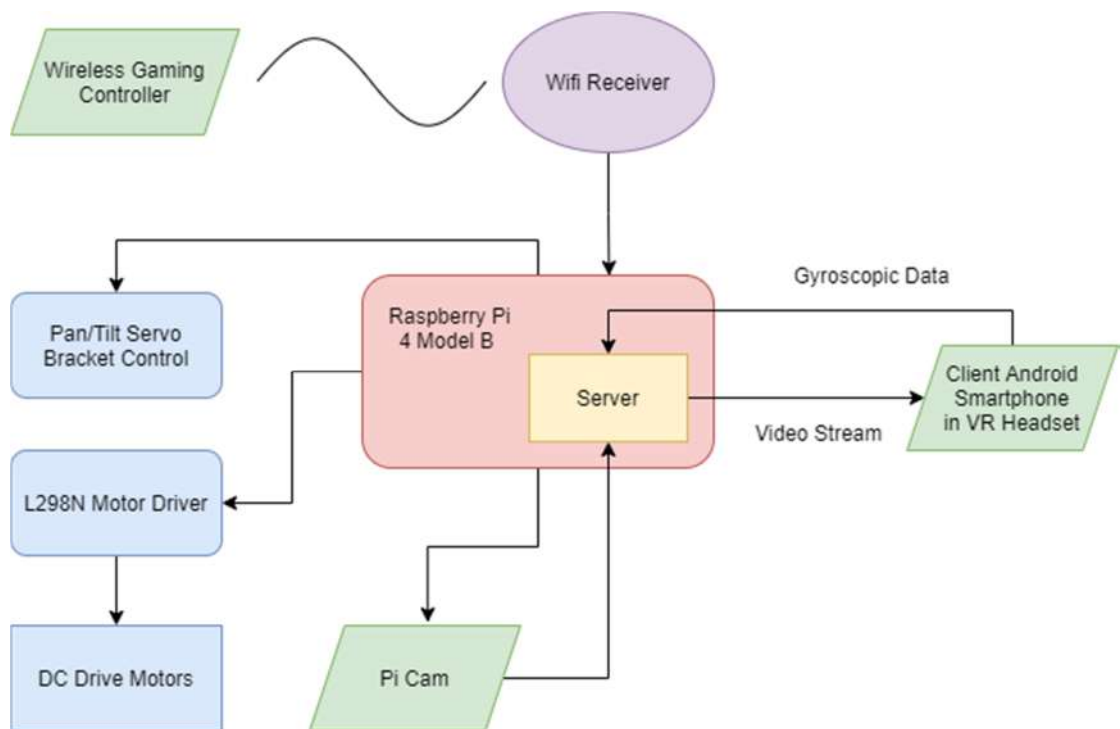 Wireless Gaming
Controller
Wifi Receiver
Gyroscopic Data
Raspberry Pi
4 Model B
Pan/Tilt Servo
Bracket Control
Server
Client Android
Smartphone
in VR Headset
Video Stream
L298N Motor Driver
DC Drive Motors
Pi Cam